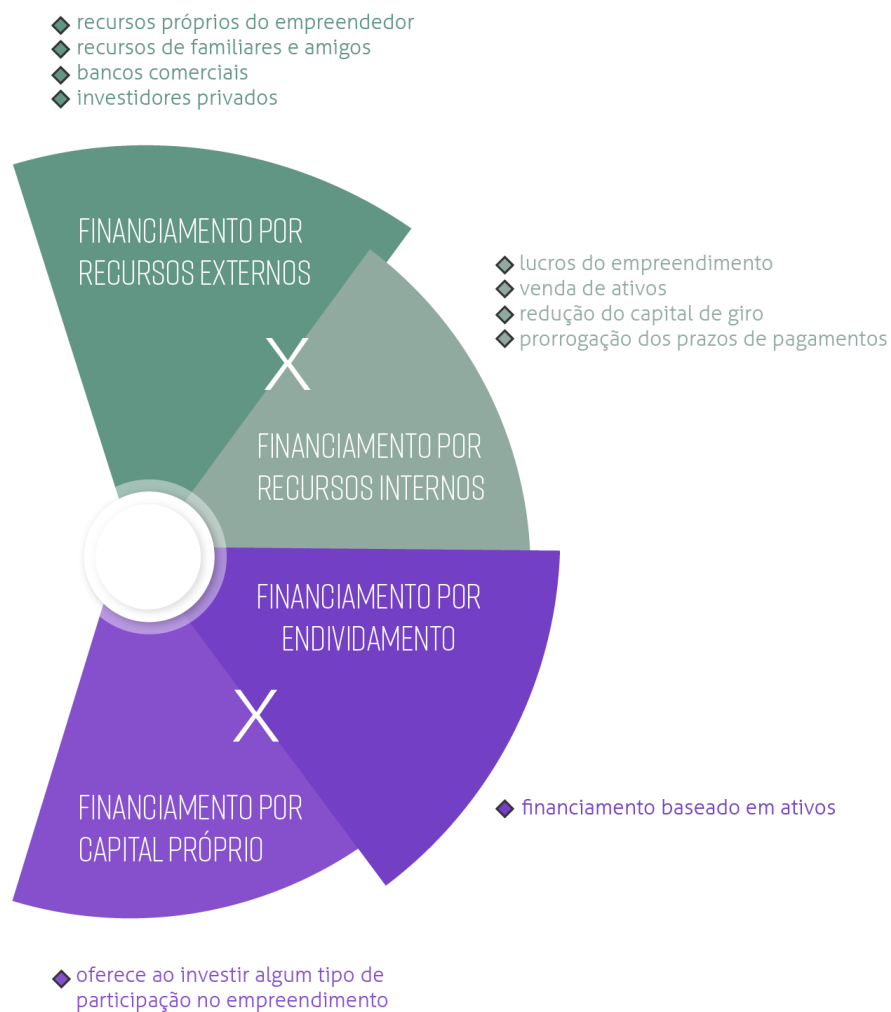 recursos próprios do empreendedor
recursos de familiares e amigos
bancos comerciais
investidores privados
FINANCIAMENTO POR
RECURSOS EXTERNOS
X
lucros do empreendimento
venda de ativos
redução do capital de giro
prorrogação dos prazos de pagamentos
FINANCIAMENTO POR
RECURSOS INTERNOS
FINANCIAMENTO POR
ENDIVIDAMENTO
X
financiamento baseado em ativos
FINANCIAMENTO POR
CAPITAL PRÓPRIO
oferece ao investir algum tipo de
participação no empreendimento